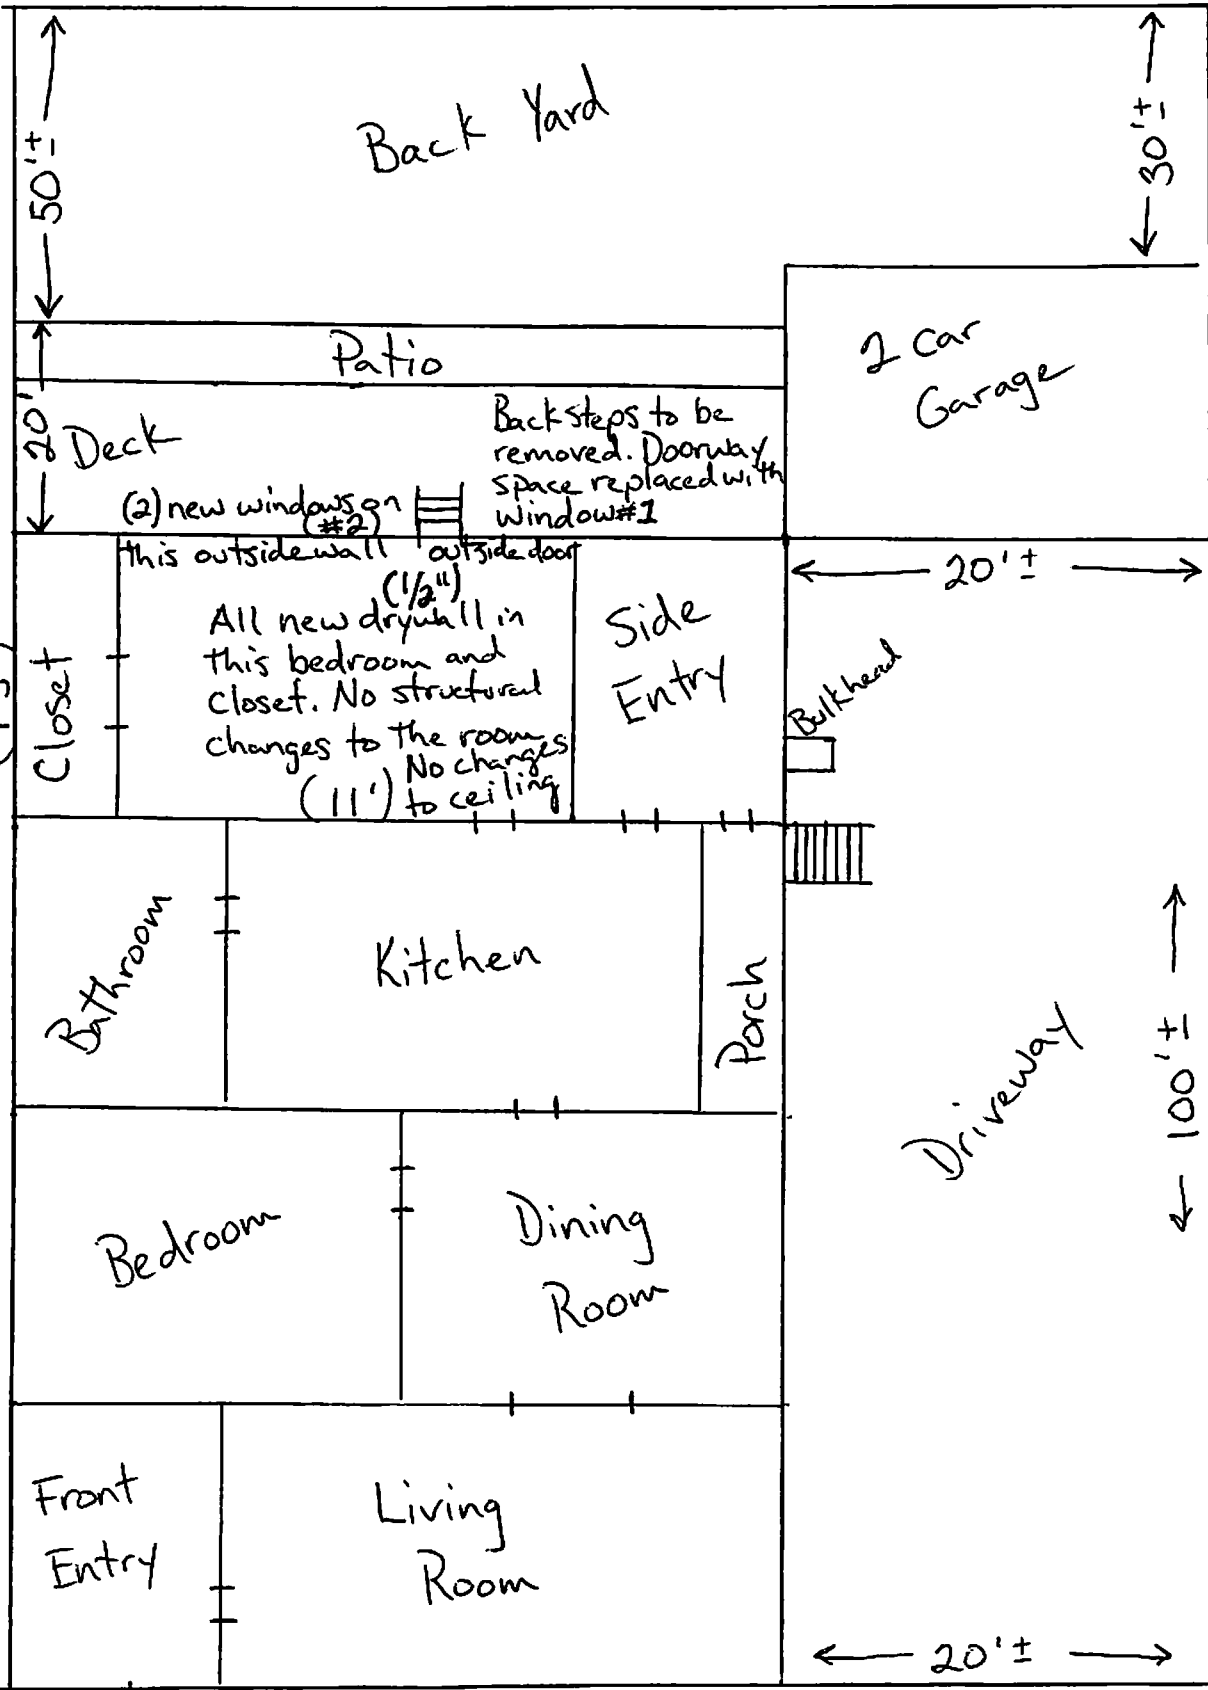 Back Yard
50'±
30'±
Patio
2 Car
Garage
20'
Deck
Back steps to be
removed. Doorway
space replaced with
window#1
(2) new windows on
(#2)
this outside wall
outside door
20'±
(1/2")
All new drywall in
this bedroom and
closet. No structural
changes to the room
No changes
to ceiling
(11')
Closet
Side
Entry
Bulkhead
Bathroom
Kitchen
Porch
Driveway
100'±
Bedroom
Dining
Room
Front
Entry
Living
Room
20'±